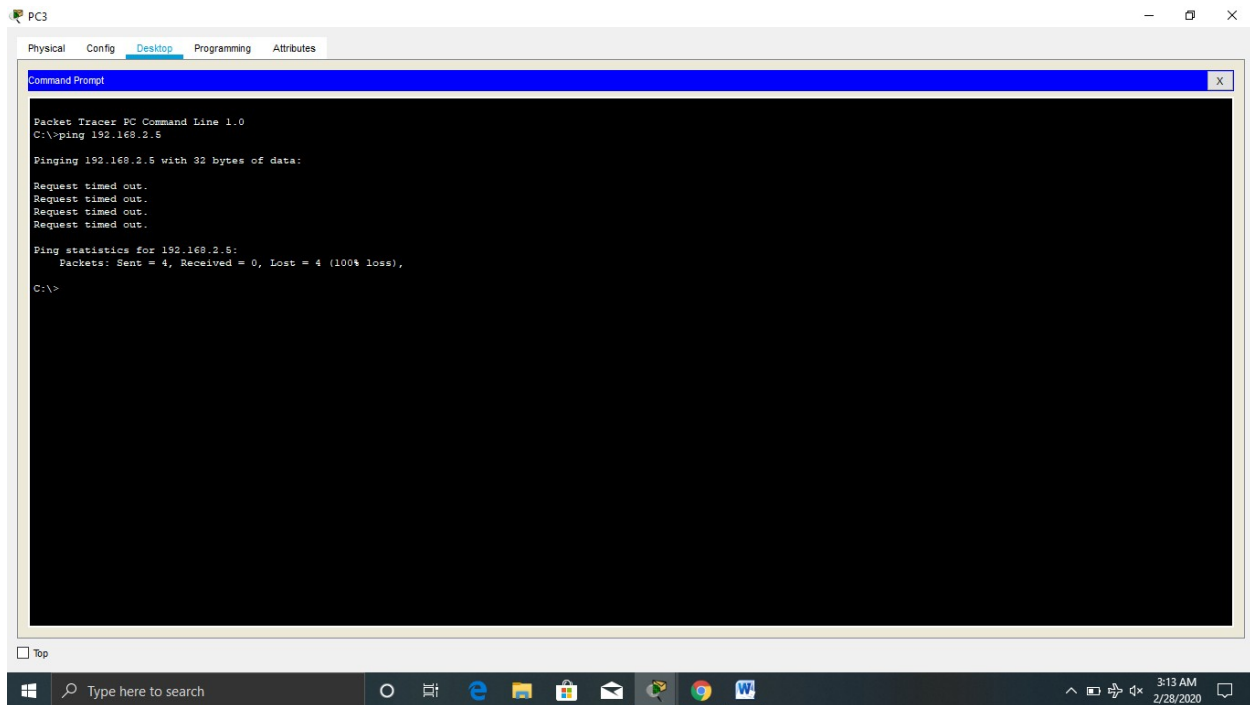 PC3
Physical Config Desktop Programming Attributes
Command Prompt
X
Packet Tracer PC Command Line 1.0
C:\>ping 192.168.2.5
Pinging 192.168.2.5 with 32 bytes of data:
Request timed out.
Request timed out.
Request timed out.
Request timed out.
Ping statistics for 192.168.2.5:
Packets: Sent = 4, Received = 0, Lost = 4 (100% loss),
C:\>
Top
Type here to search
3:13 AM
2/28/2020